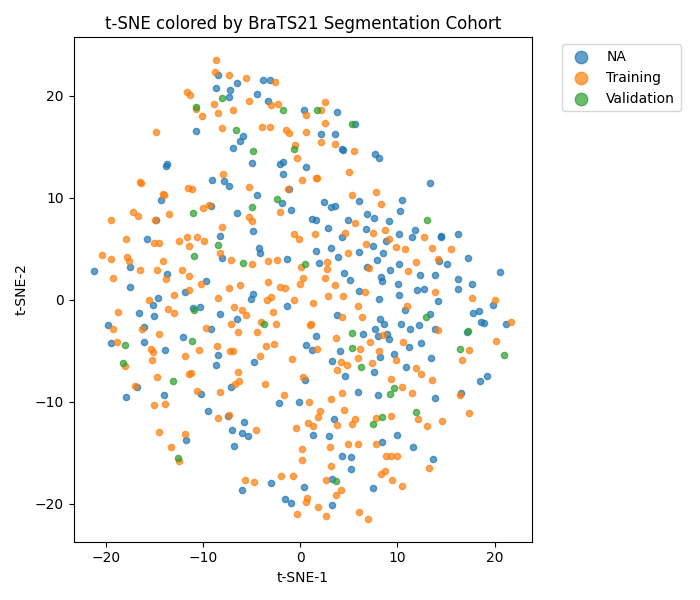 t-SNE colored by BraTS21 Segmentation Cohort
NA
Training
Validation
20
10
0
−10
−20
t-SNE-2
−20
−10
0
10
20
t-SNE-1